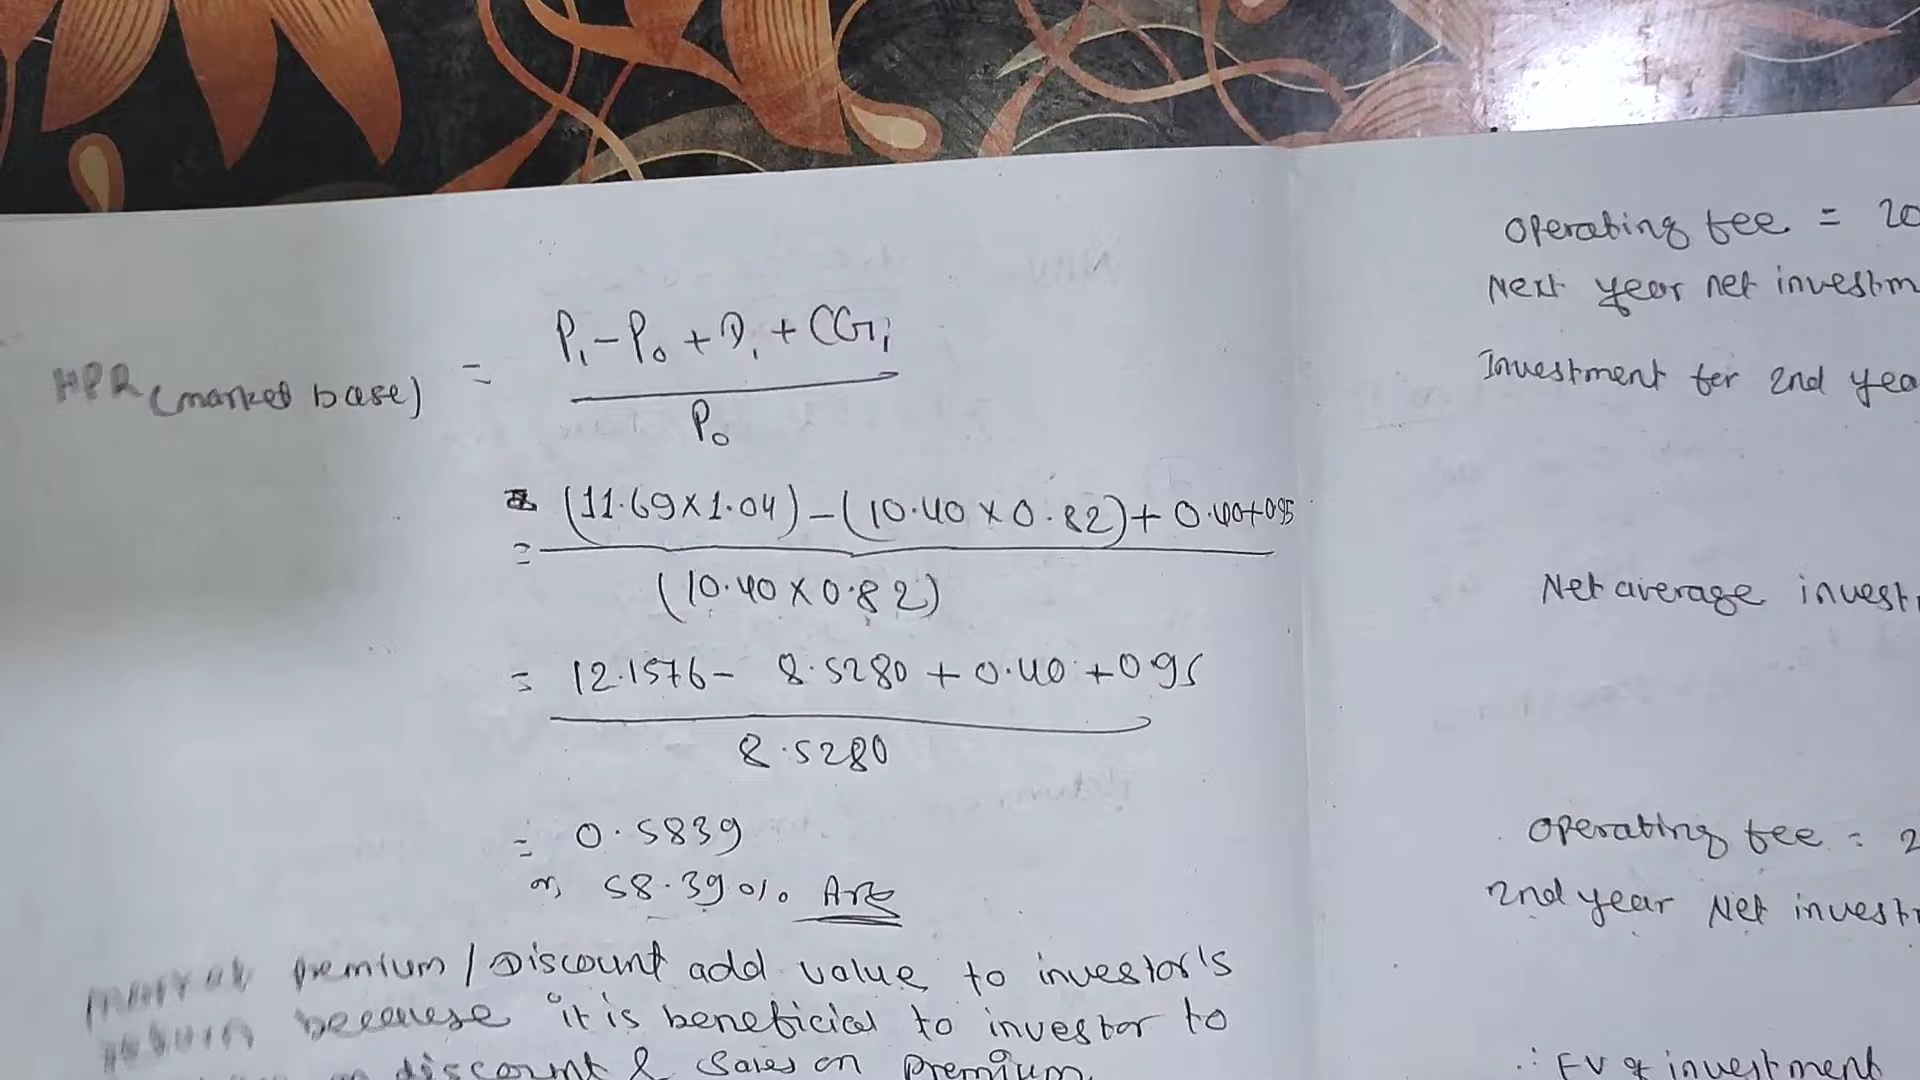 HPR (market base) = P₁ - P₀ + D₁ + CG₁
P₀
= (11.69 × 1.04) - (10.40 × 0.82) + 0.40 + 0.95
(10.40 × 0.82)
= 12.1576 - 8.5280 + 0.40 + 0.95
8.5280
= 0.5839
or, 58.39% Ans
premium / Discount add value to investor's
because it is beneficial to investor to
discount & sales on premium.
Operating fee = 20
Next year net investm
Investment for 2nd yea
Net average invest
Operating fee = 2
2nd year Net invest
∴ FV of investment